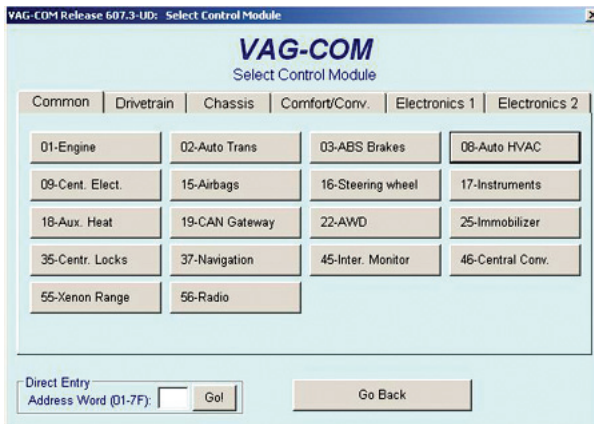 VAG-COM Release 607.3-UD: Select Control Module
VAG-COM
Select Control Module
Common Drivetrain Chassis Comfort/Conv. Electronics 1 Electronics 2
01-Engine 02-Auto Trans 03-ABS Brakes 08-Auto HVAC
09-Cent. Elect. 15-Airbags 16-Steering wheel 17-Instruments
18-Aux. Heat 19-CAN Gateway 22-AWD 25-Immobilizer
35-Centr. Locks 37-Navigation 45-Inter. Monitor 46-Central Conv.
55-Xenon Range 56-Radio
Direct Entry
Address Word (01-7F): Go! Go Back